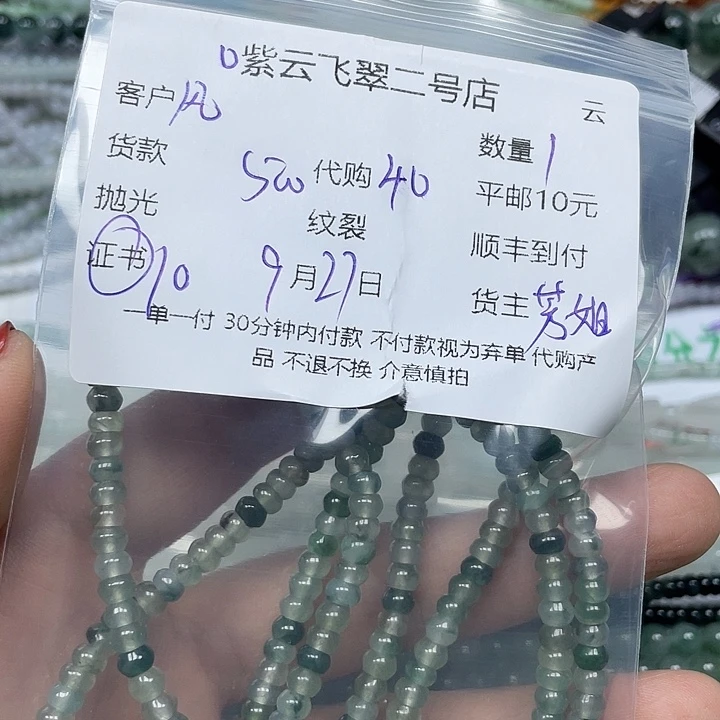 紫云飞翠二号店
云
客户 风 数量 1
货款 500 代购 40 平邮10元
抛光 纹裂 顺丰到付
证书 10 9月27日 货主 芳姐
一单一付 30分钟内付款 不付款视为弃单 代购产
品 不退不换 介意慎拍